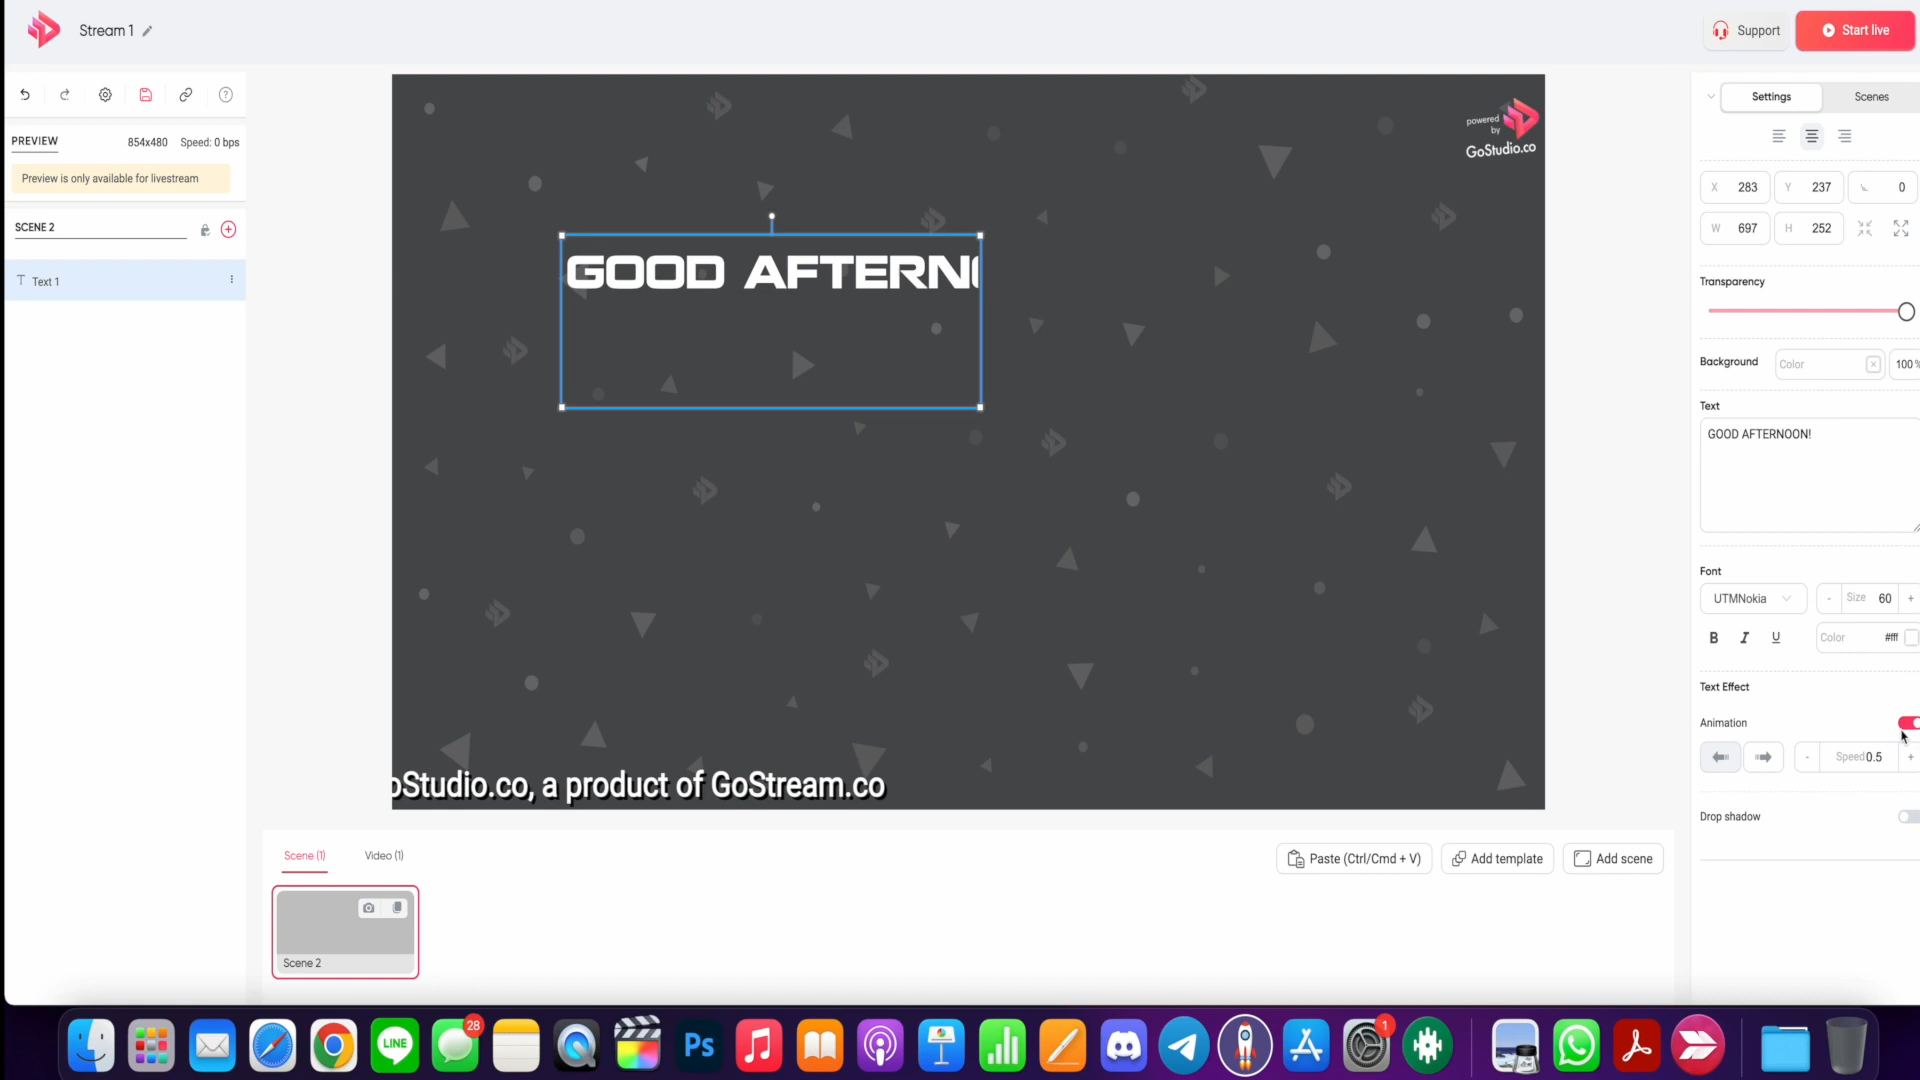 Stream 1
Support
Start live
PREVIEW
854x480
Speed: 0 bps
Preview is only available for livestream
SCENE 2
T Text 1
powered
by
GoStudio.co
GOOD AFTERN
oStudio.co, a product of GoStream.co
Settings
Scenes
X 283
Y 237
0
W 697
H 252
Transparency
Background
Color
100 %
Text
GOOD AFTERNOON!
Font
UTMNokia
- Size 60 +
B I U
Color #fff
Text Effect
Animation
- Speed 0.5 +
Drop shadow
Scene (1)
Video (1)
Paste (Ctrl/Cmd + V)
Add template
Add scene
Scene 2
LINE
28
Ps
1